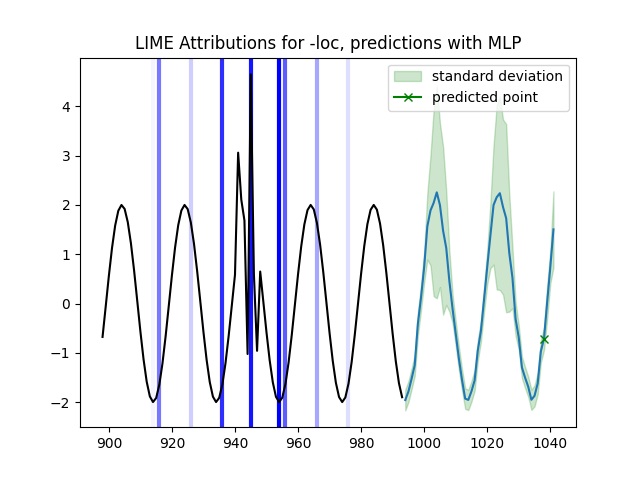 LIME Attributions for -loc, predictions with MLP
standard deviation
predicted point
4
3
2
1
0
−1
−2
900 920 940 960 980 1000 1020 1040